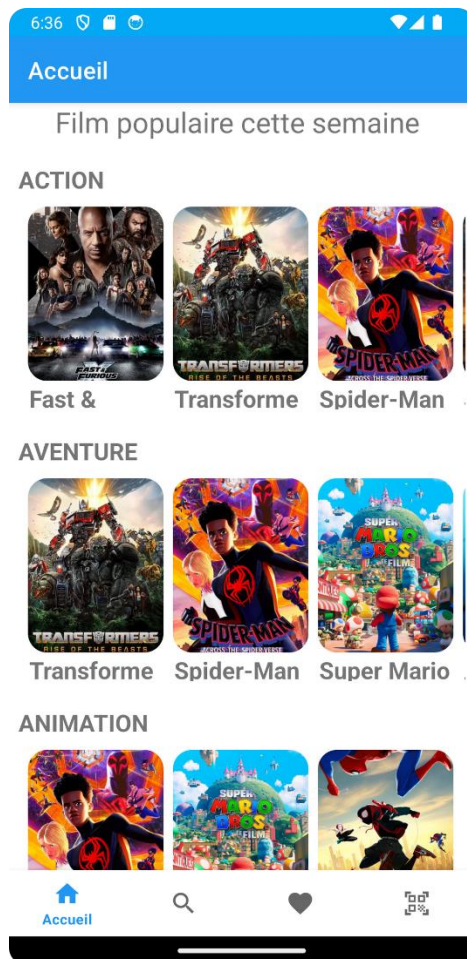 6:36
Accueil
Film populaire cette semaine
ACTION
FAST &
FURIOUS
TRANSFORMERS
RISE OF THE BEASTS
SPIDER-MAN
ACROSS THE SPIDER-VERSE
Fast &
Transforme
Spider-Man
AVENTURE
TRANSFORMERS
RISE OF THE BEASTS
SPIDER-MAN
ACROSS THE SPIDER-VERSE
SUPER
MARIO
BROS.
LE FILM
Transforme
Spider-Man
Super Mario
ANIMATION
SUPER
MARIO
BROS.
LE FILM
Accueil